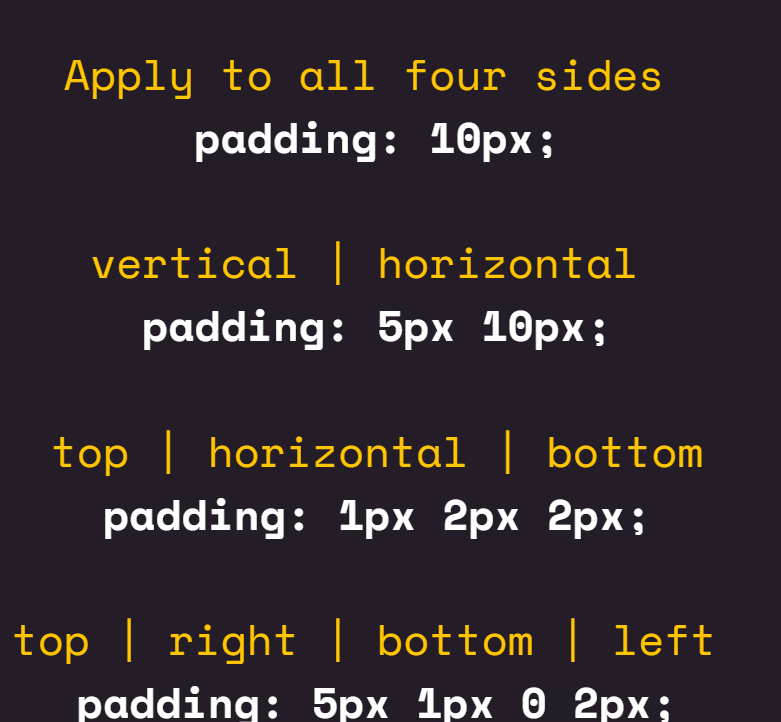 Apply to all four sides
padding: 10px;
vertical | horizontal
padding: 5px 10px;
top | horizontal | bottom
padding: 1px 2px 2px;
top | right | bottom | left
padding: 5px 1px 0 2px;